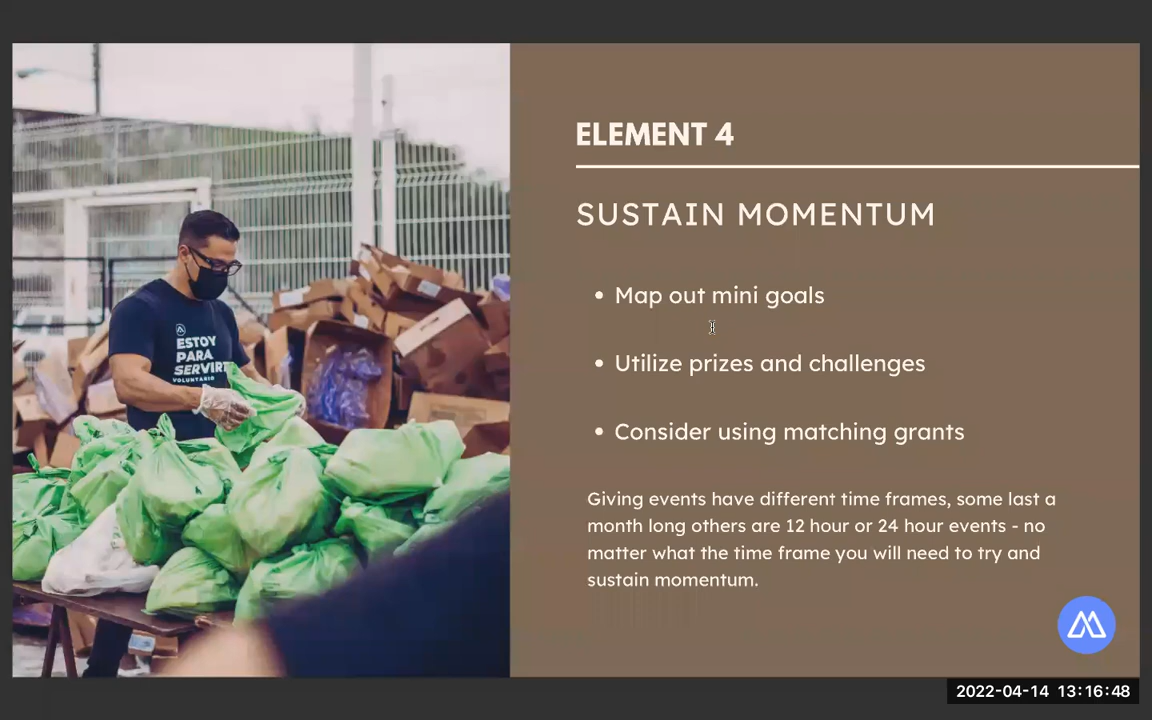 ELEMENT 4
SUSTAIN MOMENTUM
• Map out mini goals
• Utilize prizes and challenges
• Consider using matching grants
Giving events have different time frames, some last a
month long others are 12 hour or 24 hour events - no
matter what the time frame you will need to try and
sustain momentum.
ESTOY
PARA
SERVIRT
VOLUNTARIO
2022-04-14 13:16:48